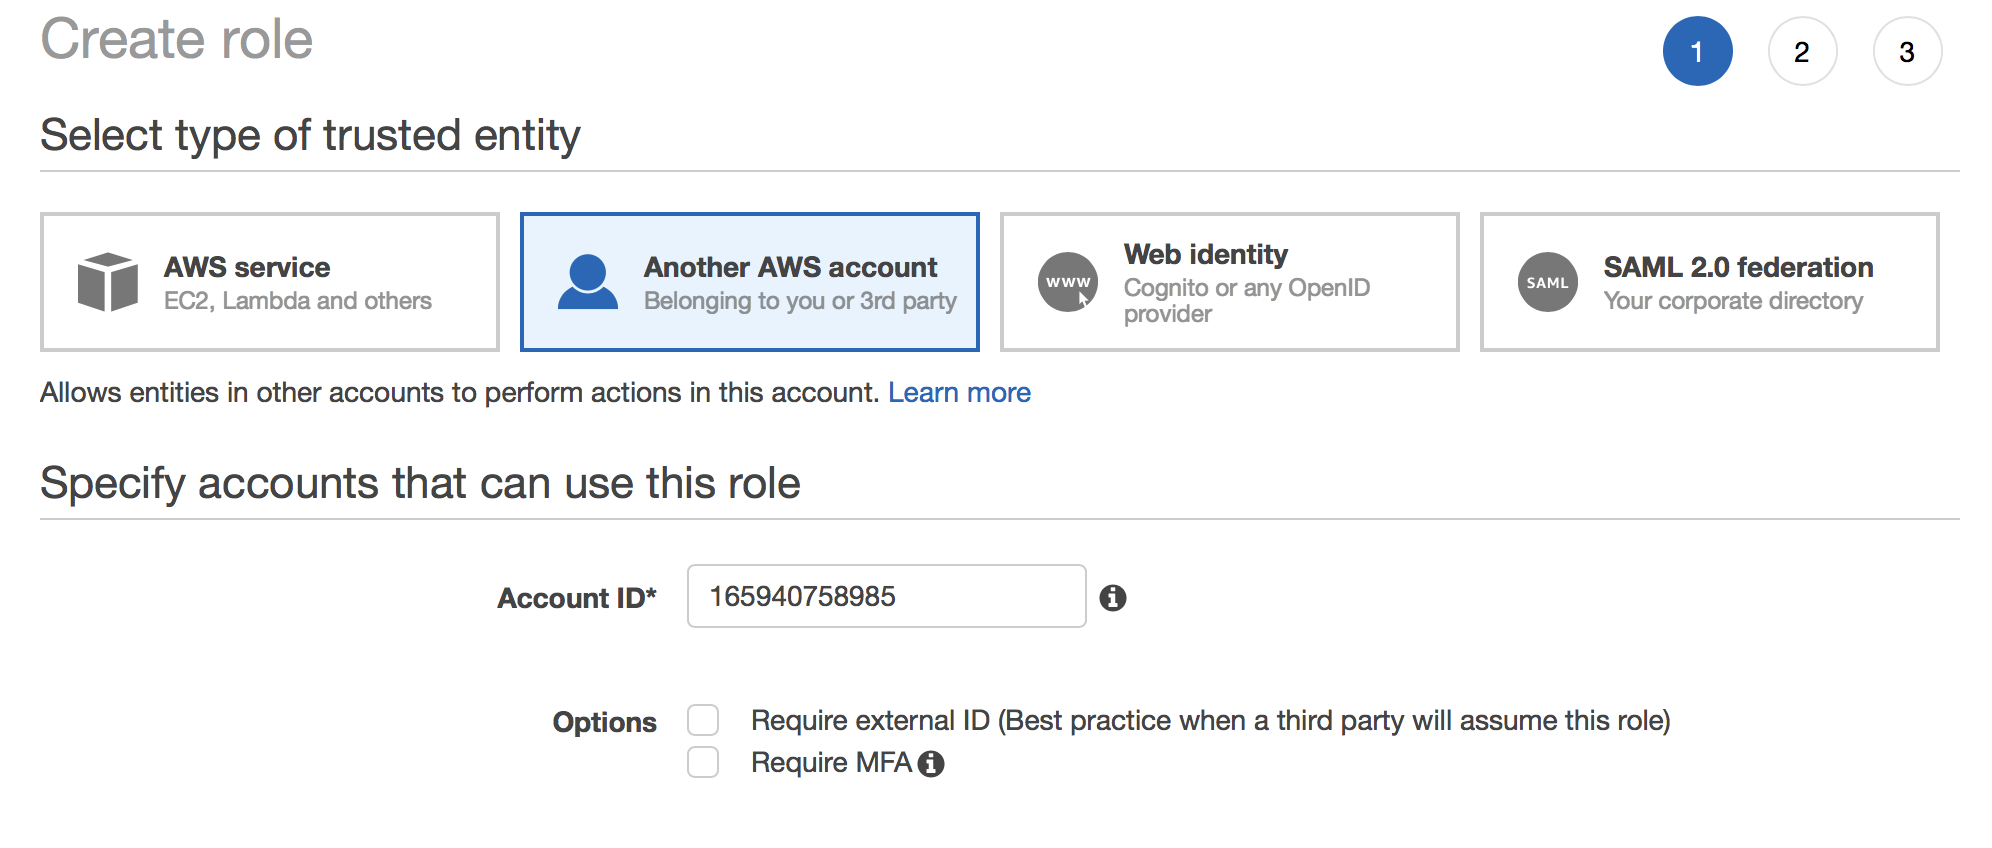 Create role
1 2 3
Select type of trusted entity
AWS service
EC2, Lambda and others
Another AWS account
Belonging to you or 3rd party
www
Web identity
Cognito or any OpenID
provider
SAML
SAML 2.0 federation
Your corporate directory
Allows entities in other accounts to perform actions in this account. Learn more
Specify accounts that can use this role
Account ID* 165940758985
Options Require external ID (Best practice when a third party will assume this role)
Require MFA